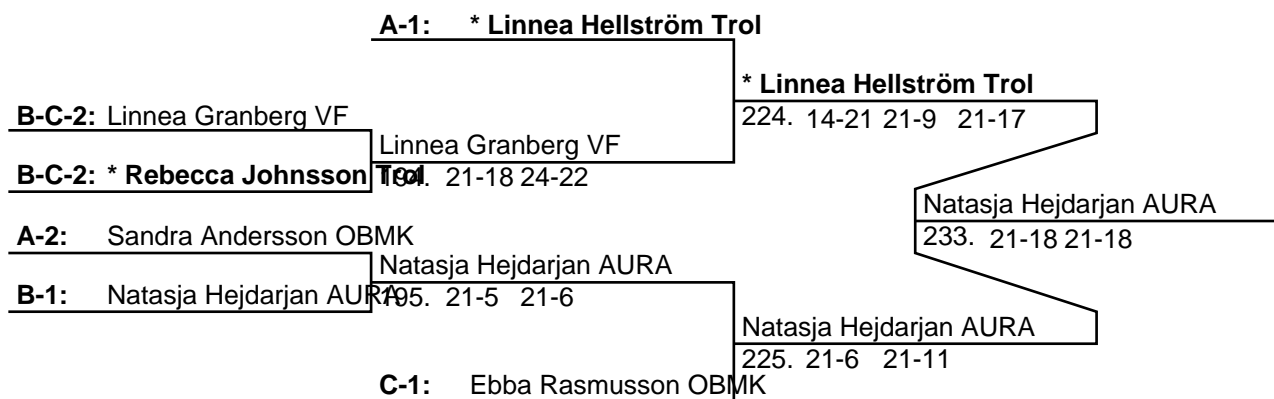 A-1: * Linnea Hellström Trol
* Linnea Hellström Trol
B-C-2: Linnea Granberg VF
224. 14-21 21-9 21-17
Linnea Granberg VF
B-C-2: * Rebecca Johnsson Trol
194. 21-18 24-22
Natasja Hejdarjan AURA
A-2: Sandra Andersson OBMK
233. 21-18 21-18
Natasja Hejdarjan AURA
B-1: Natasja Hejdarjan AURA
195. 21-5 21-6
Natasja Hejdarjan AURA
225. 21-6 21-11
C-1: Ebba Rasmusson OBMK